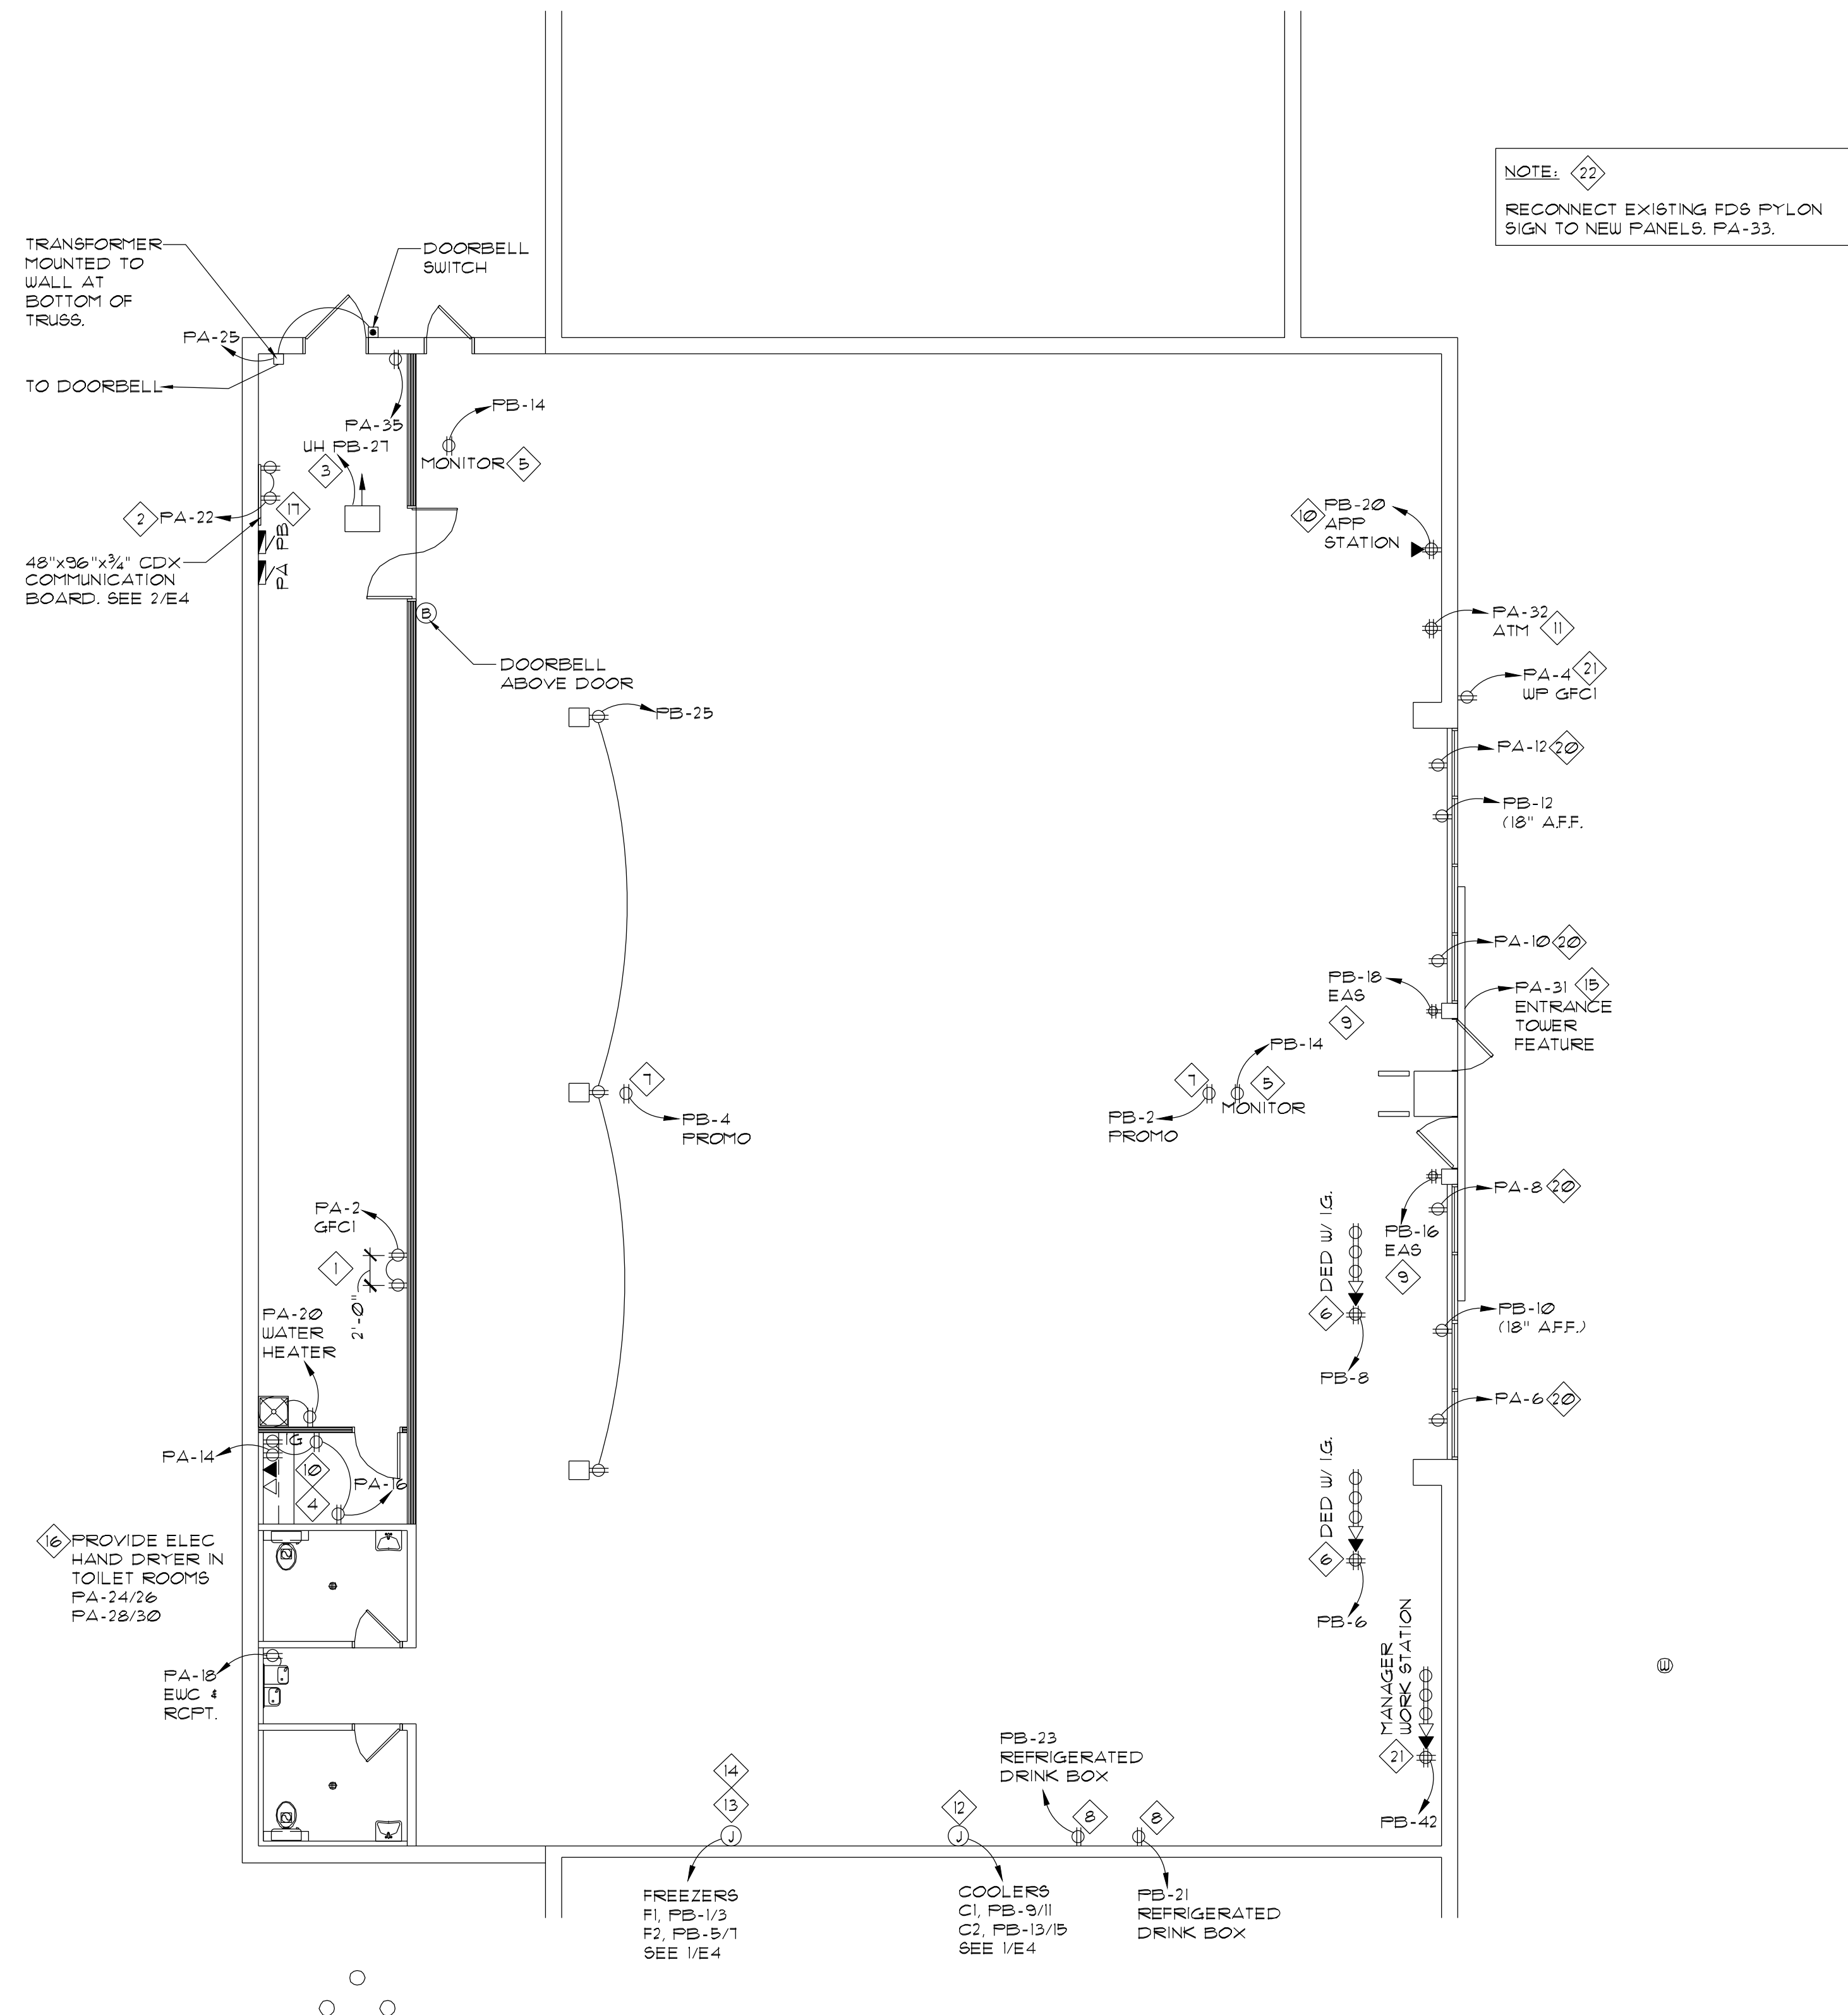 NOTE: 22
RECONNECT EXISTING FDS PYLON
SIGN TO NEW PANELS. PA-33.
TRANSFORMER
MOUNTED TO
WALL AT
BOTTOM OF
TRUSS.
DOORBELL
SWITCH
PA-25
TO DOORBELL
PA-35
UH PB-27
3
PB-14
MONITOR 5
2 PA-22
17
PB
PA
48"x96"x¾" CDX
COMMUNICATION
BOARD. SEE 2/E4
B
DOORBELL
ABOVE DOOR
10 PB-20
APP
STATION
PA-32
ATM 11
PA-4 21
WP GFCI
PB-25
PA-12 20
PB-12
(18" A.F.F.
PA-10 20
PB-18
EAS
9
PA-31 15
ENTRANCE
TOWER
FEATURE
PB-14
5
MONITOR
7
PB-2
PROMO
7
PB-4
PROMO
PA-8 20
PB-16
EAS
9
PA-2
GFCI
1
2'-0"
DED W/ I.G.
6
PB-8
PB-10
(18" A.F.F.)
PA-6 20
PA-20
WATER
HEATER
PA-14
IG
10
4
PA-16
16 PROVIDE ELEC
HAND DRYER IN
TOILET ROOMS
PA-24/26
PA-28/30
DED W/ I.G.
6
PB-6
PA-18
EWC &
RCPT.
MANAGER
WORK STATION
21
PB-42
W
PB-23
REFRIGERATED
DRINK BOX
14
13
J
12
J
8
8
FREEZERS
F1, PB-1/3
F2, PB-5/7
SEE 1/E4
COOLERS
C1, PB-9/11
C2, PB-13/15
SEE 1/E4
PB-21
REFRIGERATED
DRINK BOX